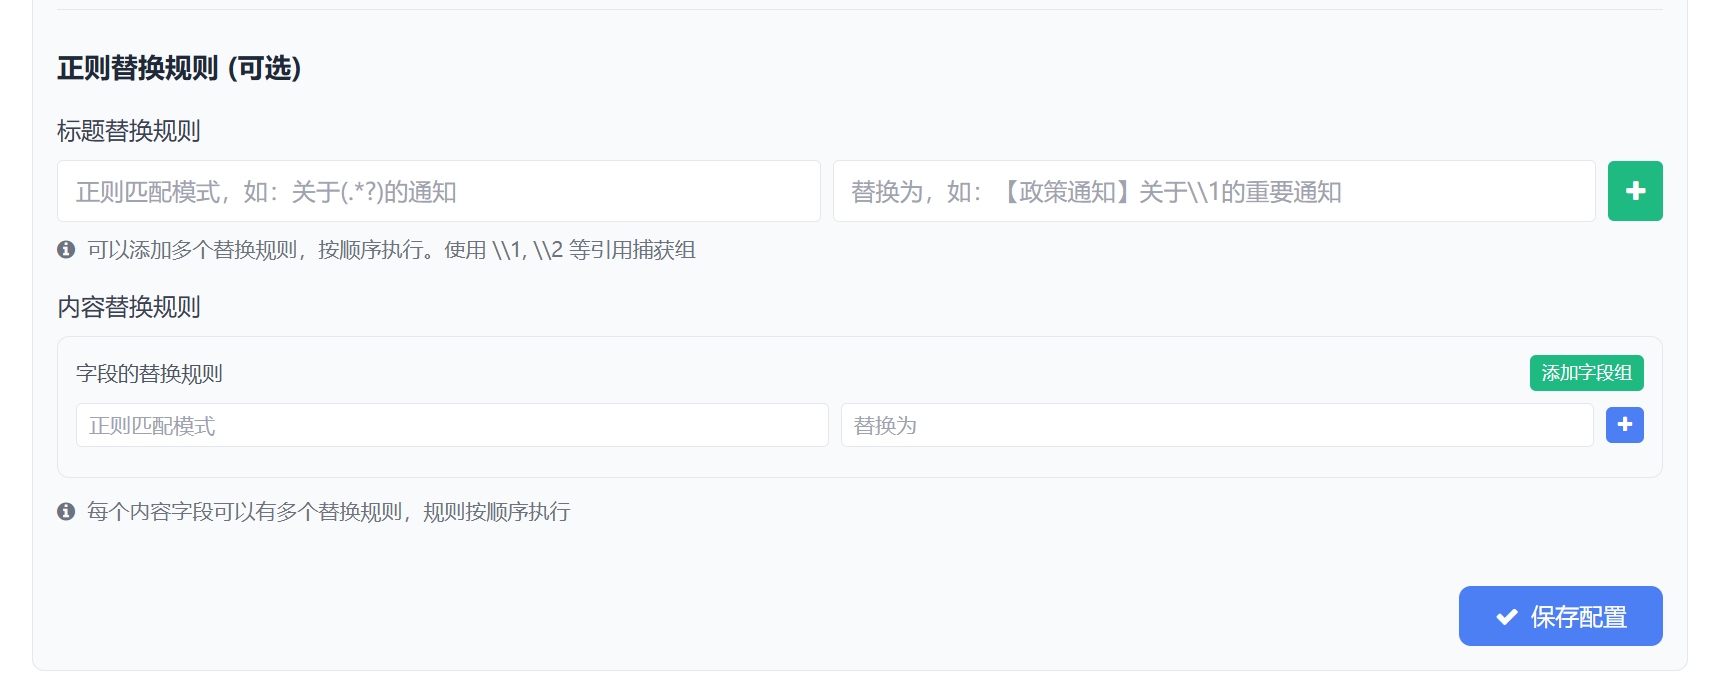 正则替换规则 (可选)
标题替换规则
正则匹配模式，如：关于(.*?)的通知
替换为，如：【政策通知】关于\\1的重要通知
可以添加多个替换规则，按顺序执行。使用 \\1, \\2 等引用捕获组
内容替换规则
字段的替换规则
添加字段组
正则匹配模式
替换为
每个内容字段可以有多个替换规则，规则按顺序执行
保存配置